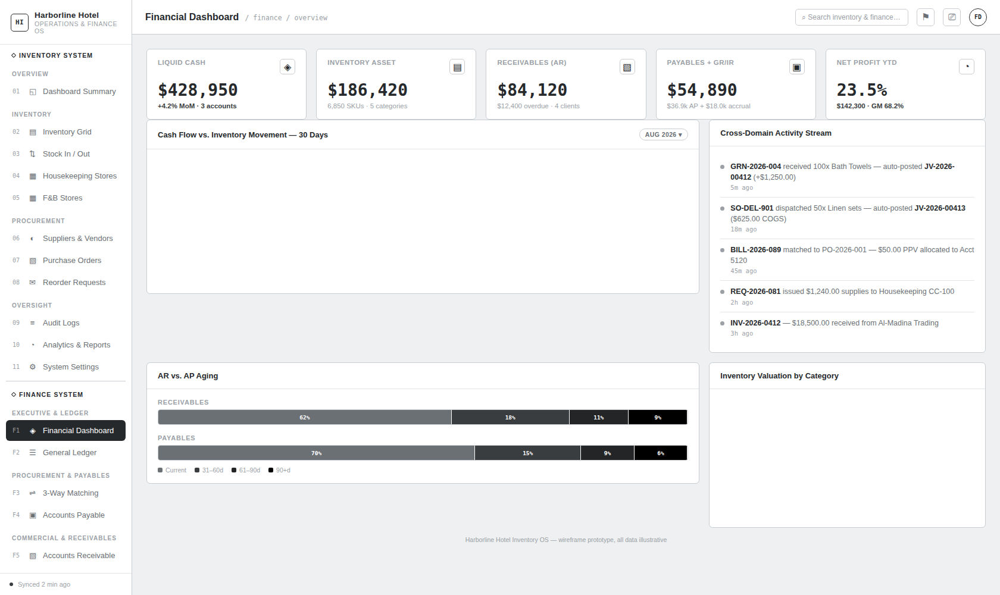 HI
Harborline Hotel
OPERATIONS & FINANCE
OS
INVENTORY SYSTEM
OVERVIEW
01 Dashboard Summary
INVENTORY
02 Inventory Grid
03 Stock In / Out
04 Housekeeping Stores
05 F&B Stores
PROCUREMENT
06 Suppliers & Vendors
07 Purchase Orders
08 Reorder Requests
OVERSIGHT
09 Audit Logs
10 Analytics & Reports
11 System Settings
FINANCE SYSTEM
EXECUTIVE & LEDGER
F1 Financial Dashboard
F2 General Ledger
PROCUREMENT & PAYABLES
F3 3-Way Matching
F4 Accounts Payable
COMMERCIAL & RECEIVABLES
F5 Accounts Receivable
Synced 2 min ago
Financial Dashboard / finance / overview
Search inventory & finance…
FD
LIQUID CASH
$428,950
+4.2% MoM · 3 accounts
INVENTORY ASSET
$186,420
6,850 SKUs · 5 categories
RECEIVABLES (AR)
$84,120
$12,400 overdue · 4 clients
PAYABLES + GR/IR
$54,890
$36.9k AP + $18.0k accrual
NET PROFIT YTD
23.5%
$142,300 · GM 68.2%
Cash Flow vs. Inventory Movement — 30 Days
AUG 2026 ▾
Cross-Domain Activity Stream
GRN-2026-004 received 100x Bath Towels — auto-posted JV-2026-
00412 (+$1,250.00)
5m ago
SO-DEL-901 dispatched 50x Linen sets — auto-posted JV-2026-00413
($625.00 COGS)
18m ago
BILL-2026-089 matched to PO-2026-001 — $50.00 PPV allocated to Acct
5120
45m ago
REQ-2026-081 issued $1,240.00 supplies to Housekeeping CC-100
2h ago
INV-2026-0412 — $18,500.00 received from Al-Madina Trading
3h ago
AR vs. AP Aging
RECEIVABLES
62% 18% 11% 9%
PAYABLES
70% 15% 9% 6%
Current 31–60d 61–90d 90+d
Inventory Valuation by Category
Harborline Hotel Inventory OS — wireframe prototype, all data illustrative